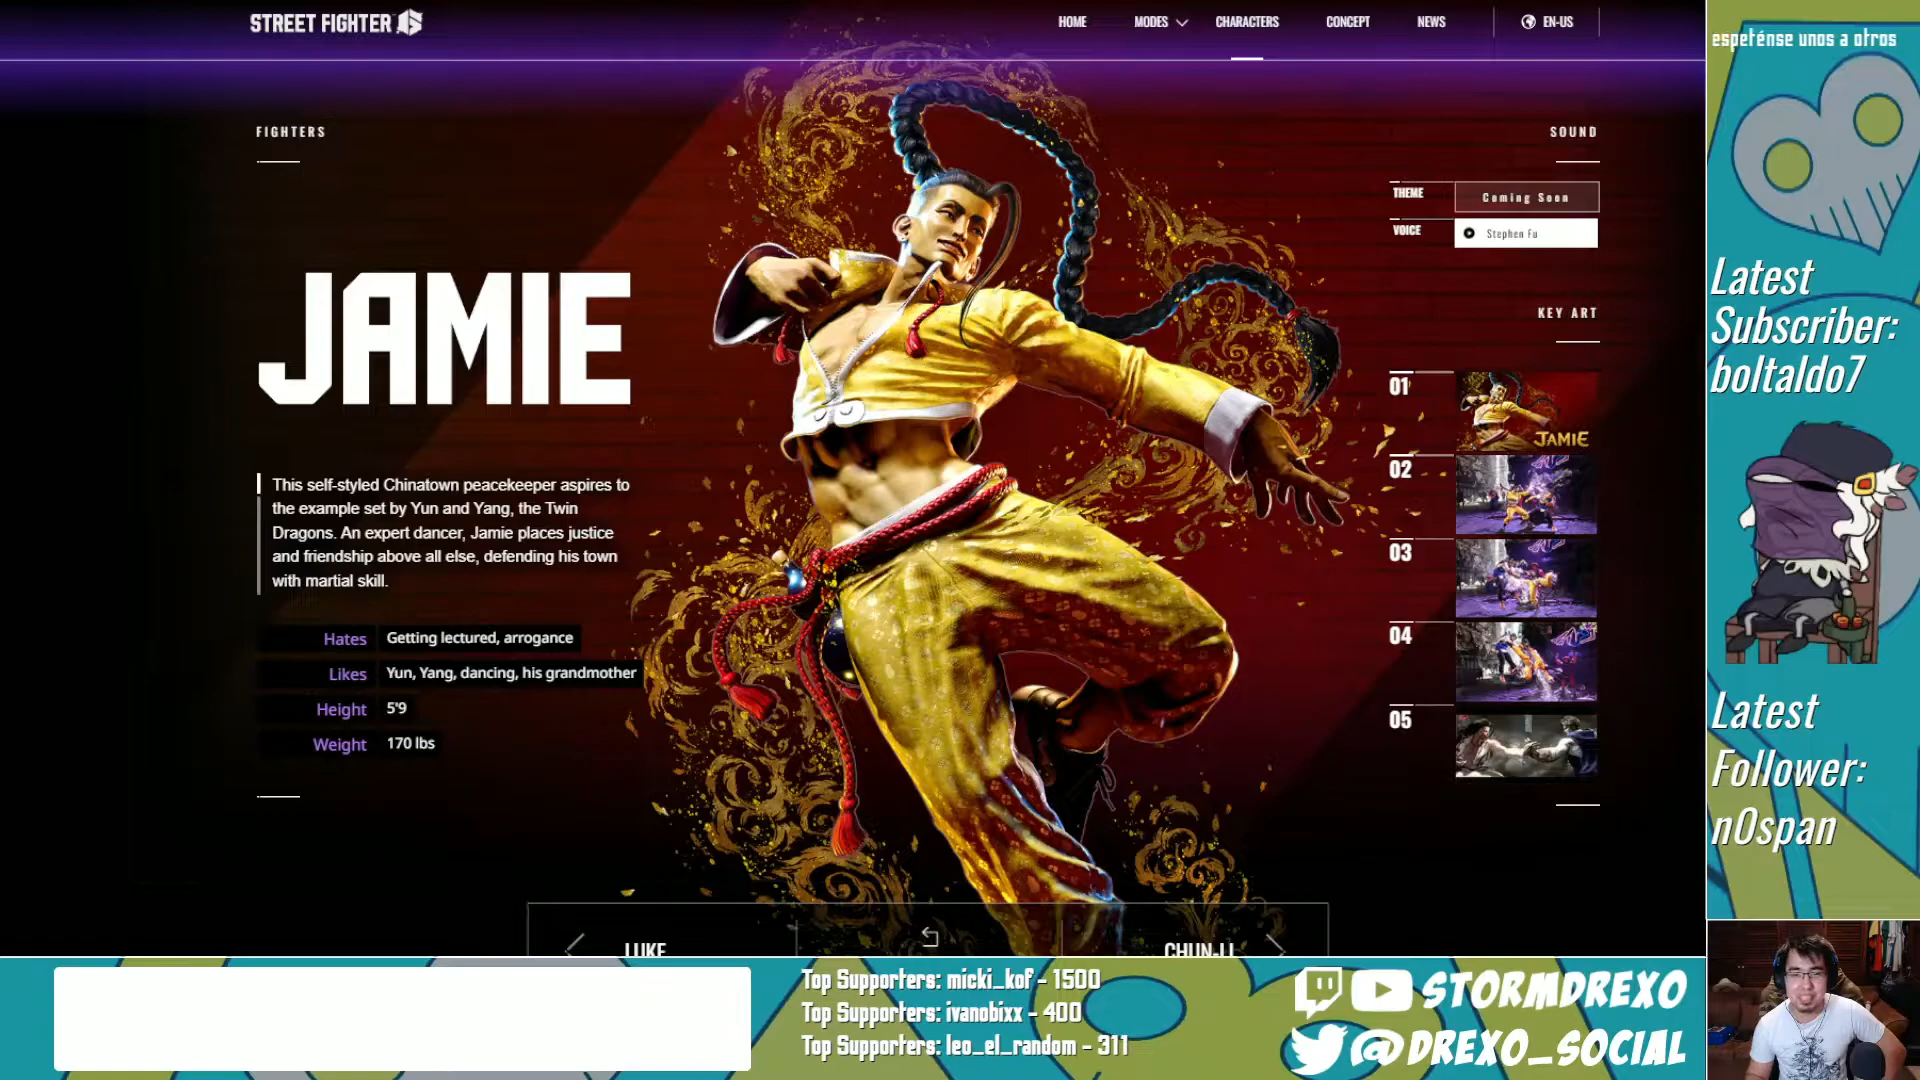 STREET FIGHTER 6
HOME
MODES
CHARACTERS
CONCEPT
NEWS
EN-US
FIGHTERS
JAMIE
This self-styled Chinatown peacekeeper aspires to
the example set by Yun and Yang, the Twin
Dragons. An expert dancer, Jamie places justice
and friendship above all else, defending his town
with martial skill.
Hates Getting lectured, arrogance
Likes Yun, Yang, dancing, his grandmother
Height 5'9
Weight 170 lbs
SOUND
THEME Coming Soon
VOICE Stephen Fu
KEY ART
01
JAMIE
02
03
04
05
LUKE
CHUN-LI
espeténse unos a otros
Latest
Subscriber:
boltaldo7
Latest
Follower:
n0span
Top Supporters: micki_kof - 1500
Top Supporters: ivanobixx - 400
Top Supporters: leo_el_random - 311
STORMDREXO
@DREXO_SOCIAL